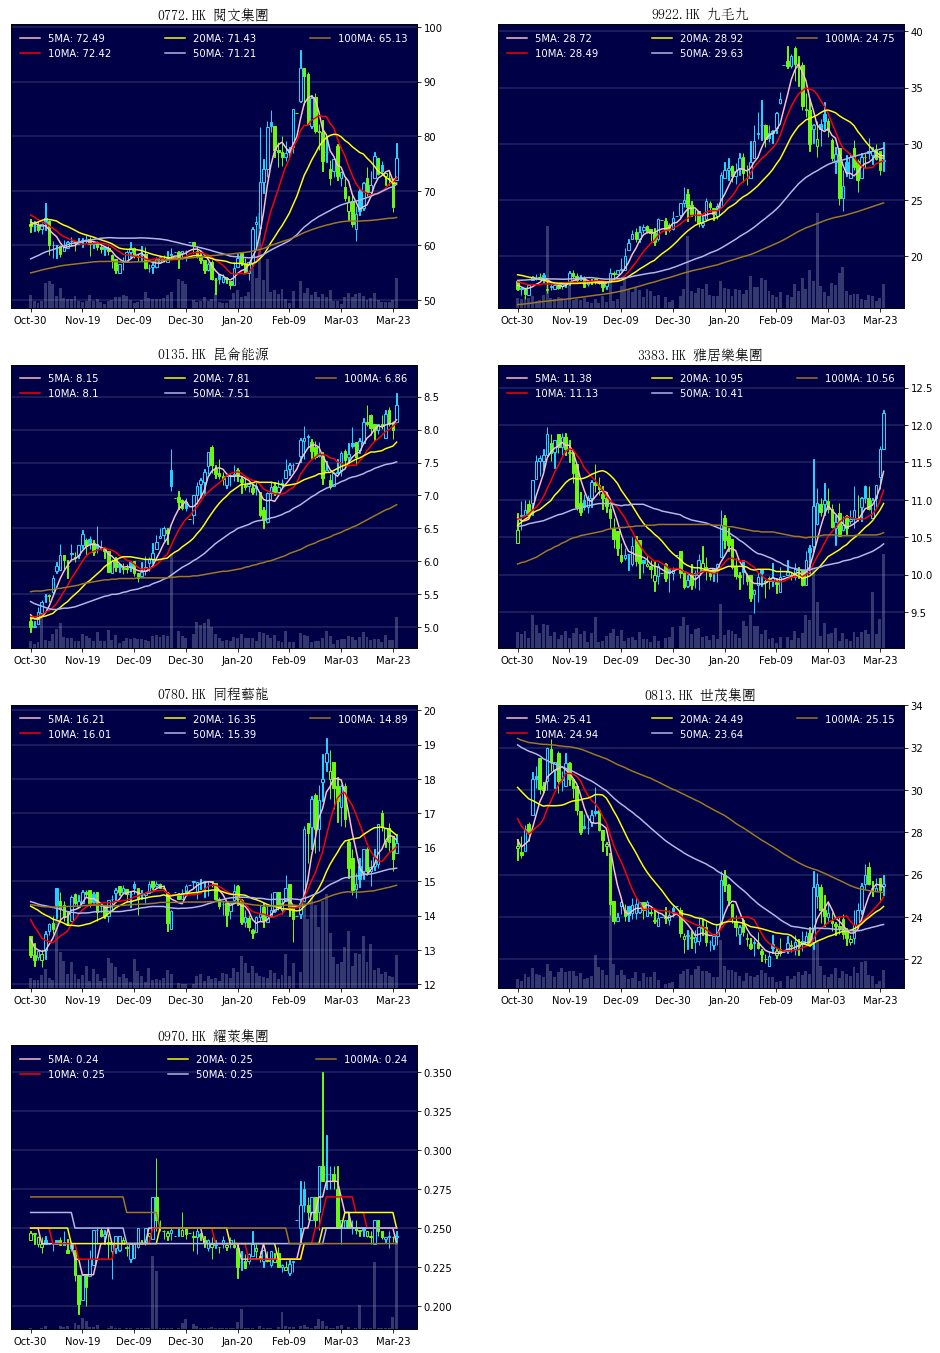 0772.HK 閱文集團
5MA: 72.49 20MA: 71.43 100MA: 65.13
10MA: 72.42 50MA: 71.21
100
90
80
70
60
50
Oct-30 Nov-19 Dec-09 Dec-30 Jan-20 Feb-09 Mar-03 Mar-23
9922.HK 九毛九
5MA: 28.72 20MA: 28.92 100MA: 24.75
10MA: 28.49 50MA: 29.63
40
35
30
25
20
Oct-30 Nov-19 Dec-09 Dec-30 Jan-20 Feb-09 Mar-03 Mar-23
0135.HK 昆侖能源
5MA: 8.15 20MA: 7.81 100MA: 6.86
10MA: 8.1 50MA: 7.51
8.5
8.0
7.5
7.0
6.5
6.0
5.5
5.0
Oct-30 Nov-19 Dec-09 Dec-30 Jan-20 Feb-09 Mar-03 Mar-23
3383.HK 雅居樂集團
5MA: 11.38 20MA: 10.95 100MA: 10.56
10MA: 11.13 50MA: 10.41
12.5
12.0
11.5
11.0
10.5
10.0
9.5
Oct-30 Nov-19 Dec-09 Dec-30 Jan-20 Feb-09 Mar-03 Mar-23
0780.HK 同程藝龍
5MA: 16.21 20MA: 16.35 100MA: 14.89
10MA: 16.01 50MA: 15.39
20
19
18
17
16
15
14
13
12
Oct-30 Nov-19 Dec-09 Dec-30 Jan-20 Feb-09 Mar-03 Mar-23
0813.HK 世茂集團
5MA: 25.41 20MA: 24.49 100MA: 25.15
10MA: 24.94 50MA: 23.64
34
32
30
28
26
24
22
Oct-30 Nov-19 Dec-09 Dec-30 Jan-20 Feb-09 Mar-03 Mar-23
0970.HK 耀萊集團
5MA: 0.24 20MA: 0.25 100MA: 0.24
10MA: 0.25 50MA: 0.25
0.350
0.325
0.300
0.275
0.250
0.225
0.200
Oct-30 Nov-19 Dec-09 Dec-30 Jan-20 Feb-09 Mar-03 Mar-23